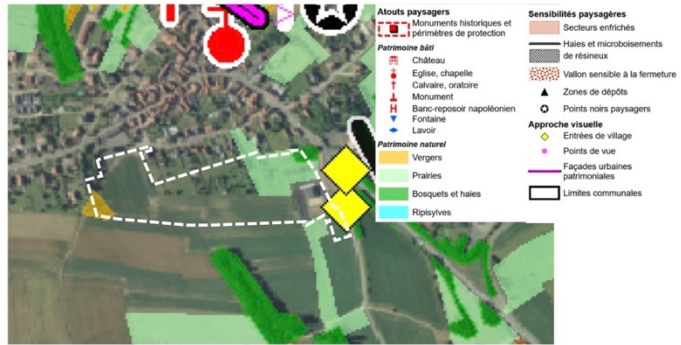 Atouts paysagers
Monuments historiques et
périmètres de protection
Patrimoine bâti
Château
Eglise, chapelle
Calvaire, oratoire
Monument
Banc-reposoir napoléonien
Fontaine
Lavoir
Patrimoine naturel
Vergers
Prairies
Bosquets et haies
Ripisylves
Sensibilités paysagères
Secteurs enfrichés
Haies et microboisements
de résineux
Vallon sensible à la fermeture
Zones de dépôts
Points noirs paysagers
Approche visuelle
Entrées de village
Points de vue
Façades urbaines
patrimoniales
Limites communales